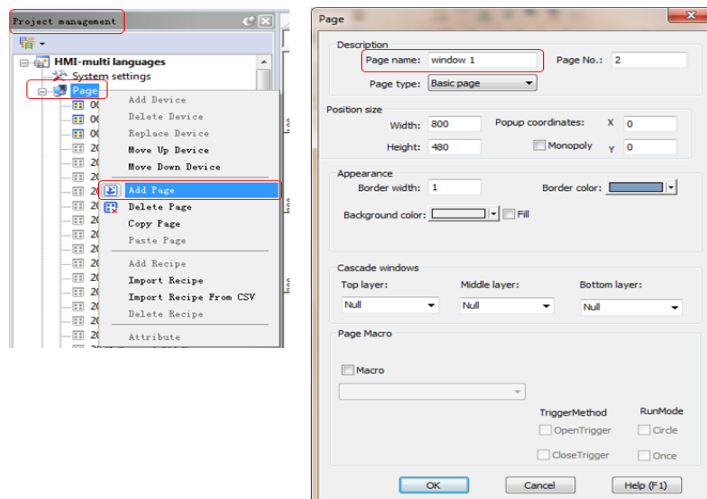 Project management
HMI-multi languages
System settings
Page
Add Device
Delete Device
Replace Device
Move Up Device
Move Down Device
Add Page
Delete Page
Copy Page
Paste Page
Add Recipe
Import Recipe
Import Recipe From CSV
Delete Recipe
Attribute
Page
Description
Page name: window 1 Page No.: 2
Page type: Basic page
Position size
Width: 800 Popup coordinates: X 0
Height: 480 Monopoly Y 0
Appearance
Border width: 1 Border color:
Background color: Fill
Cascade windows
Top layer: Middle layer: Bottom layer:
Null Null Null
Page Macro
Macro
TriggerMethod RunMode
OpenTrigger Circle
CloseTrigger Once
OK Cancel Help (F1)